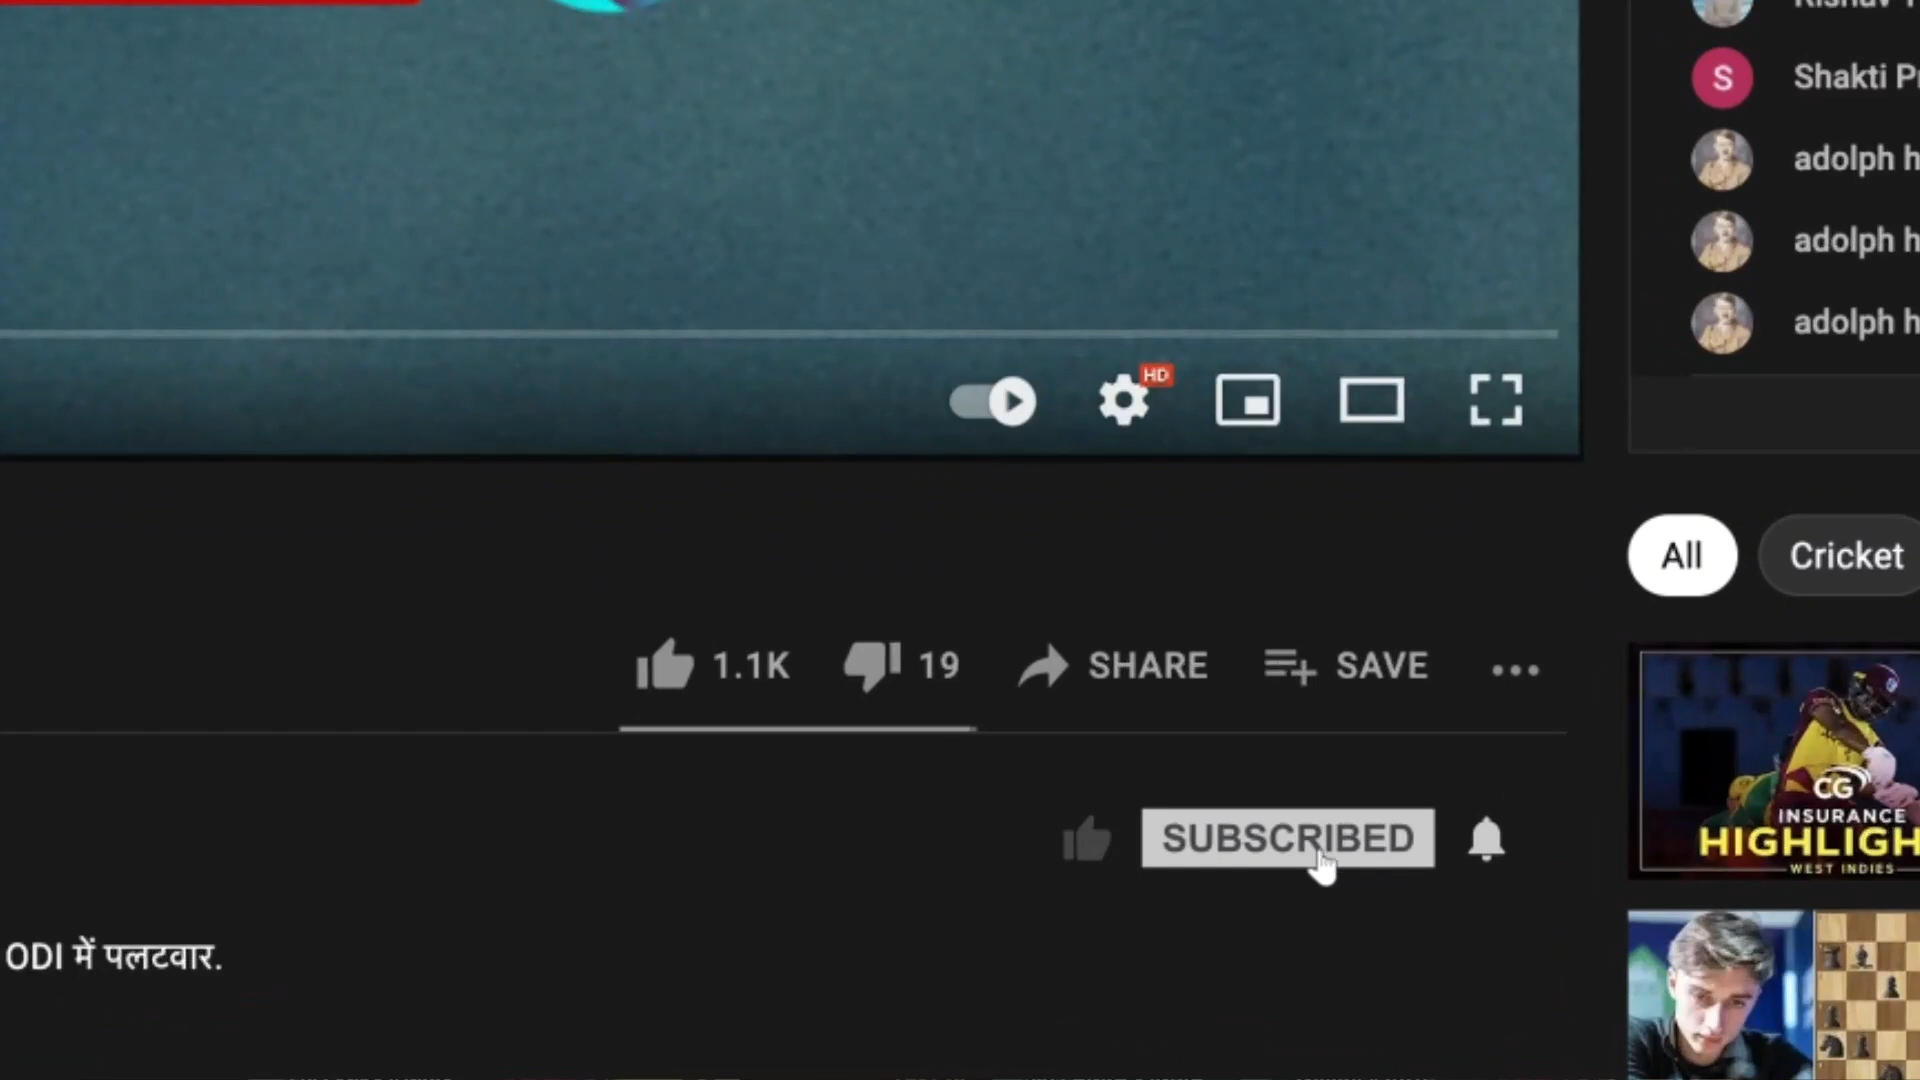 Shakti
adolph
adolph
adolph
HD
All
Cricket
1.1K
19
SHARE
SAVE
SUBSCRIBED
CG
INSURANCE
HIGHLIGH
WEST INDIES
ODI में पलटवार.